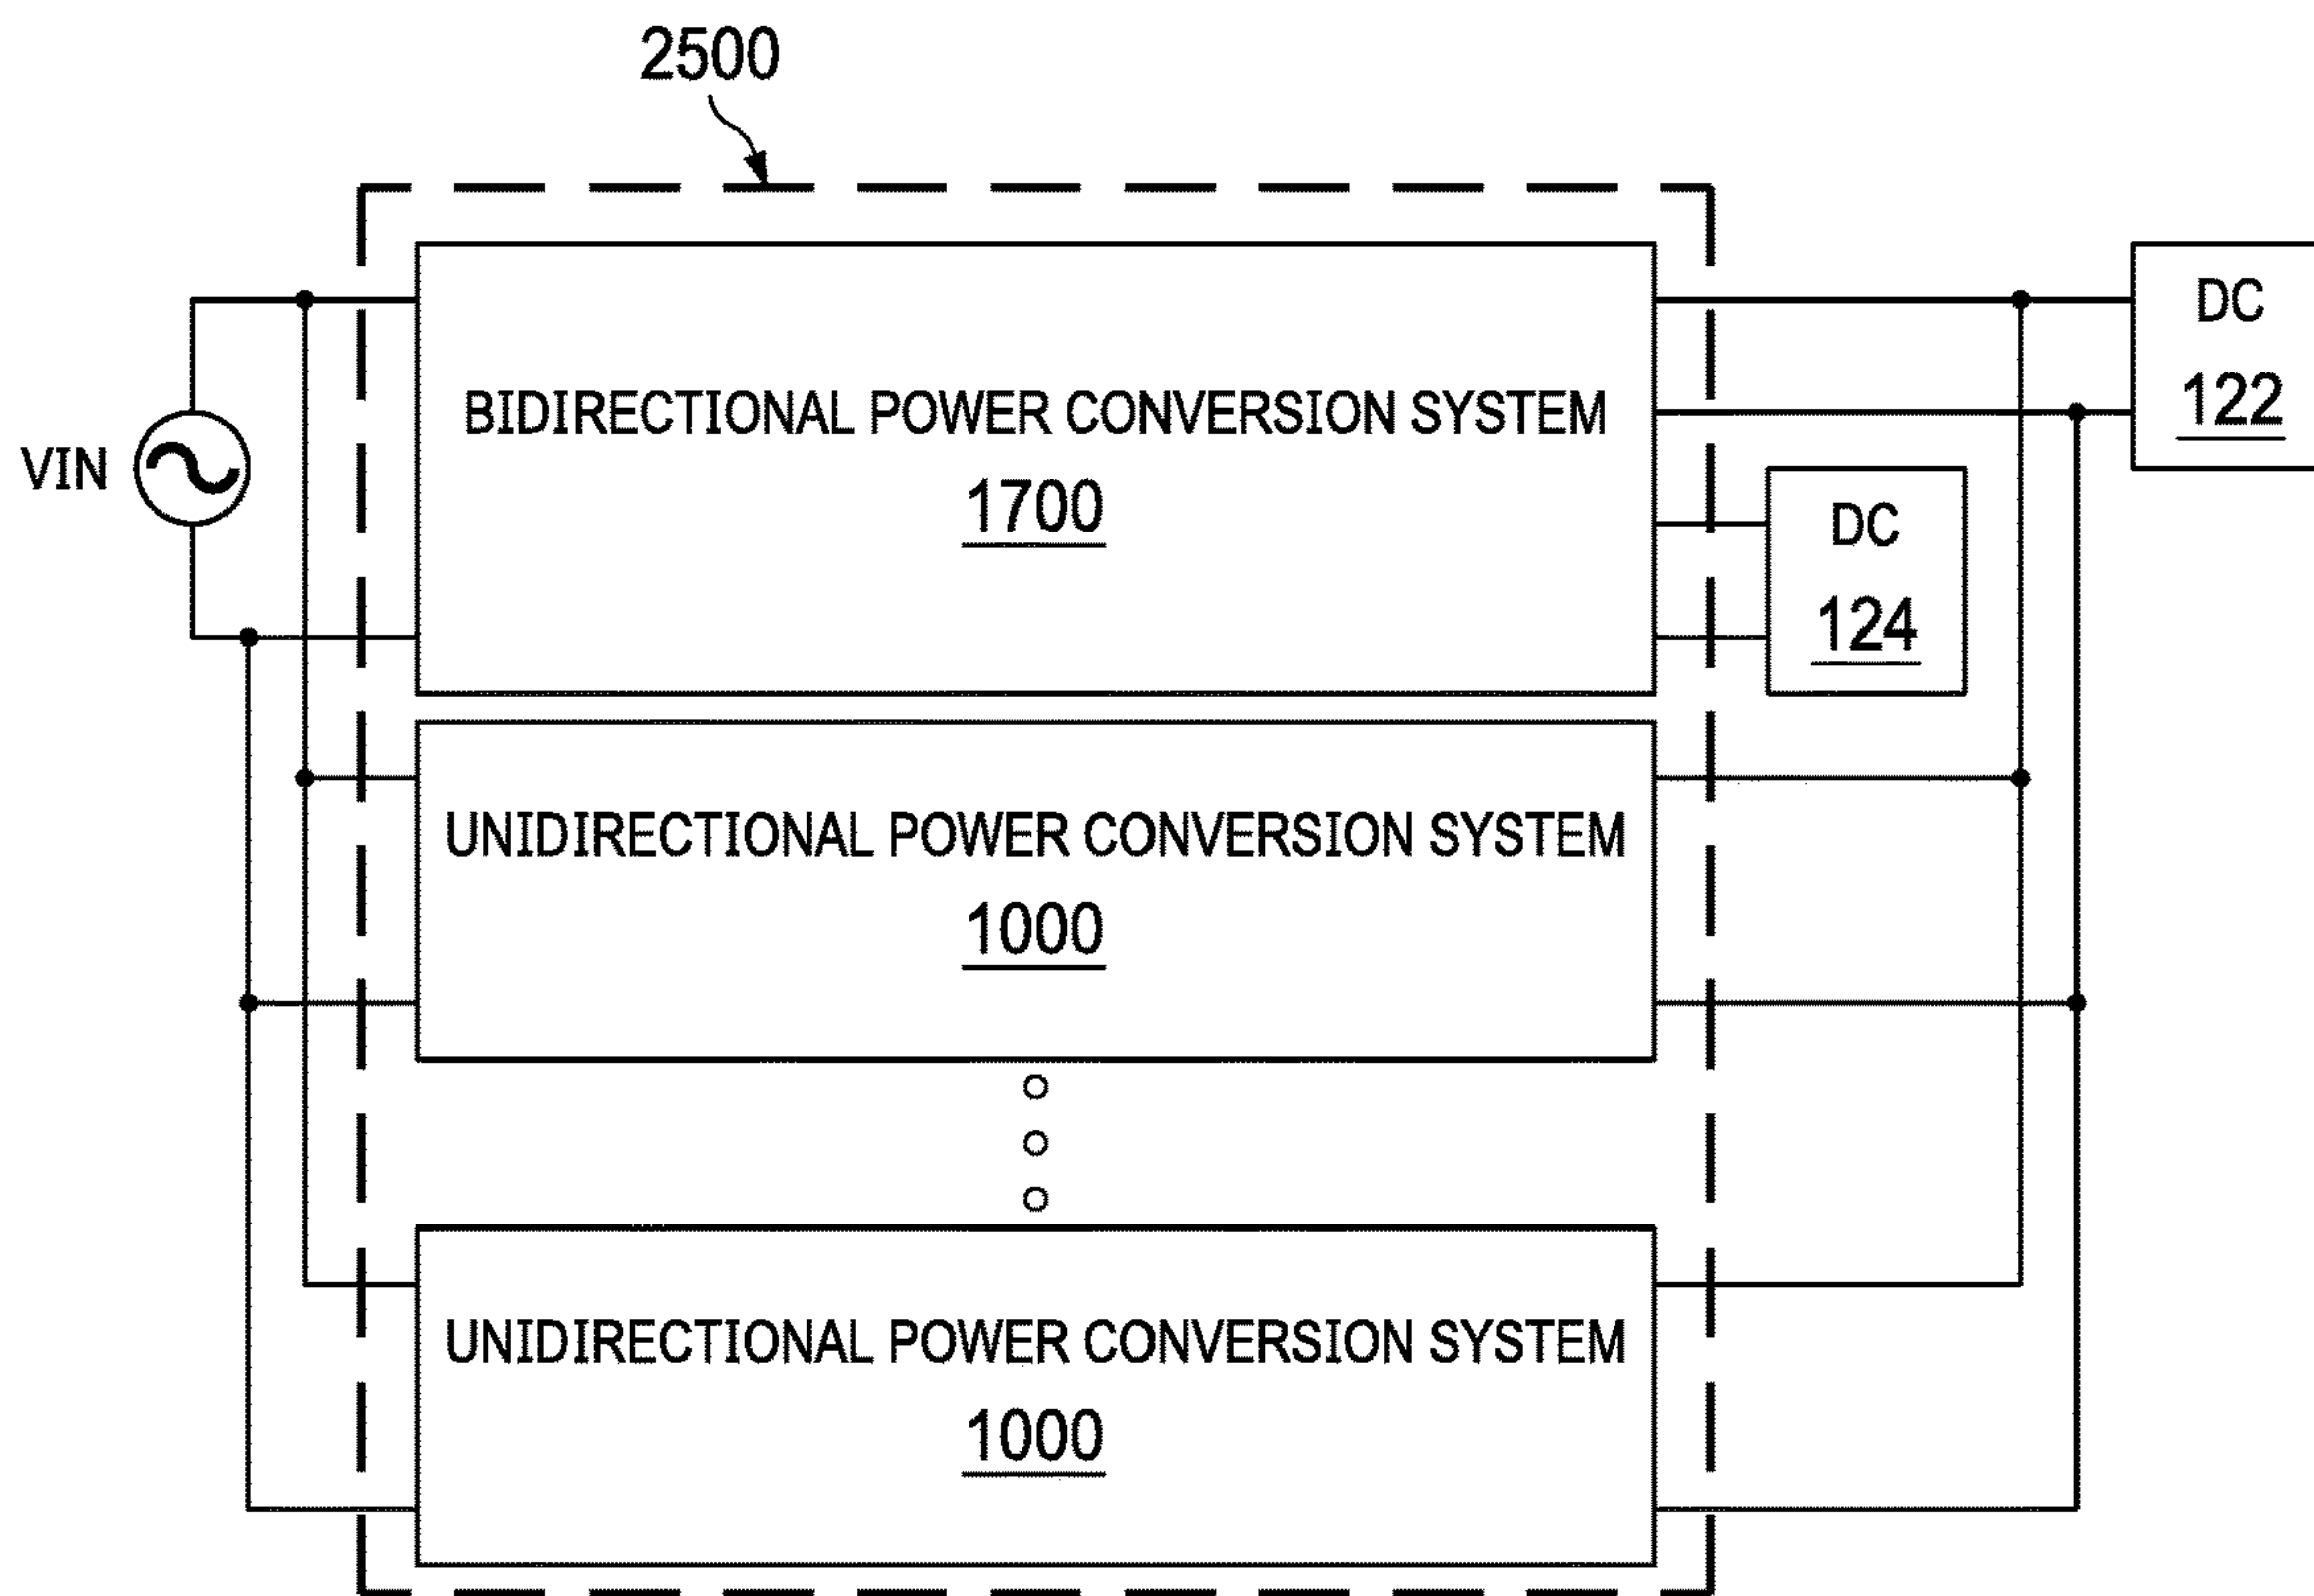 2500
VIN
BIDIRECTIONAL POWER CONVERSION SYSTEM
1700
DC
122
DC
124
UNIDIRECTIONAL POWER CONVERSION SYSTEM
1000
UNIDIRECTIONAL POWER CONVERSION SYSTEM
1000